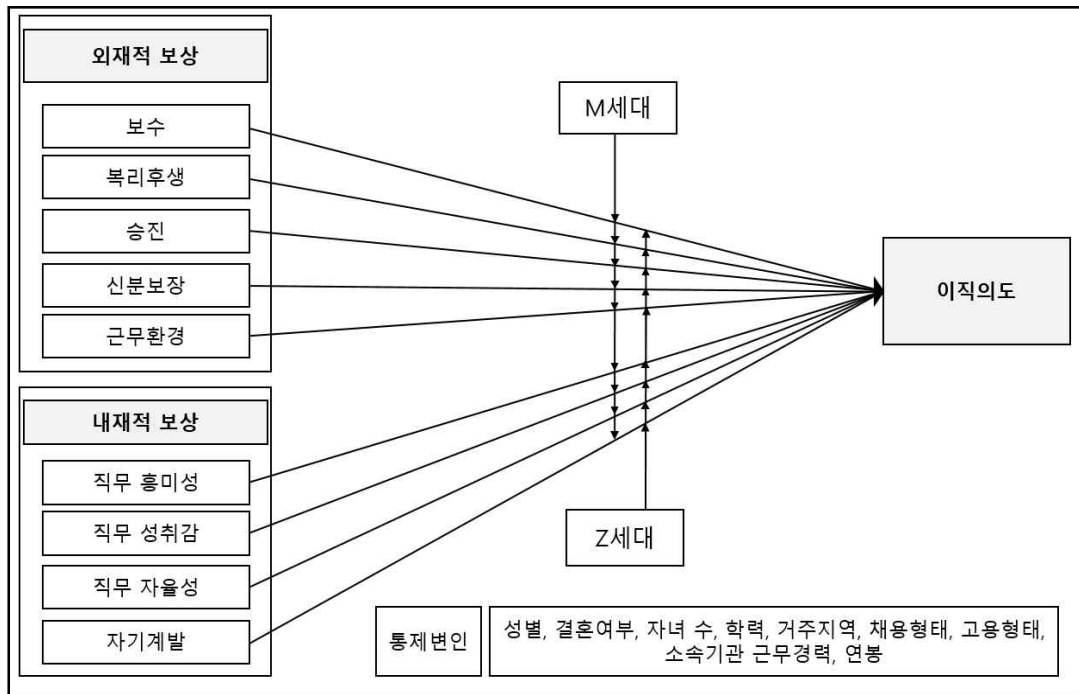 외재적 보상
보수
복리후생
승진
신분보장
근무환경
내재적 보상
직무 흥미성
직무 성취감
직무 자율성
자기계발
M세대
Z세대
이직의도
통제변인
성별, 결혼여부, 자녀 수, 학력, 거주지역, 채용형태, 고용형태,
소속기관 근무경력, 연봉